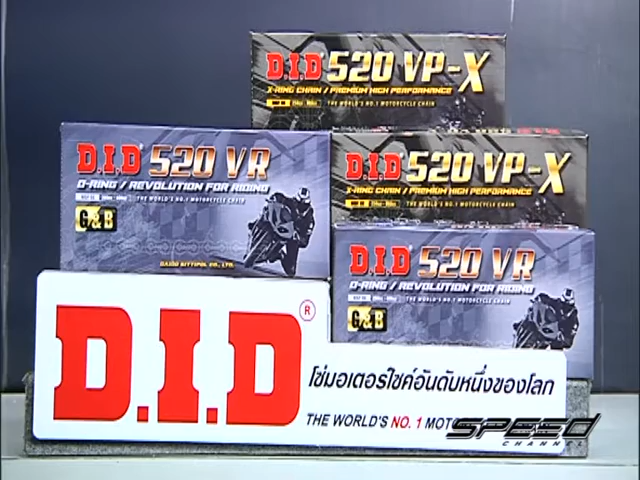 D.I.D 520 VP-X
X-RING CHAIN / PREMIUM HIGH PERFORMANCE
THE WORLD'S NO.1 MOTORCYCLE CHAIN
D.I.D 520 VR
O-RING / REVOLUTION FOR RIDING
THE WORLD'S NO.1 MOTORCYCLE CHAIN
G&B
DAIDO SITTIPOL CO., LTD.
D.I.D 520 VP-X
X-RING CHAIN / PREMIUM HIGH PERFORMANCE
THE WORLD'S NO.1 MOTORCYCLE CHAIN
D.I.D 520 VR
O-RING / REVOLUTION FOR RIDING
THE WORLD'S NO.1 MOTORCYCLE CHAIN
G&B
D.I.D ®
โซ่มอเตอร์ไซค์อันดับหนึ่งของโลก
THE WORLD'S NO. 1
SPEED
CHANNEL